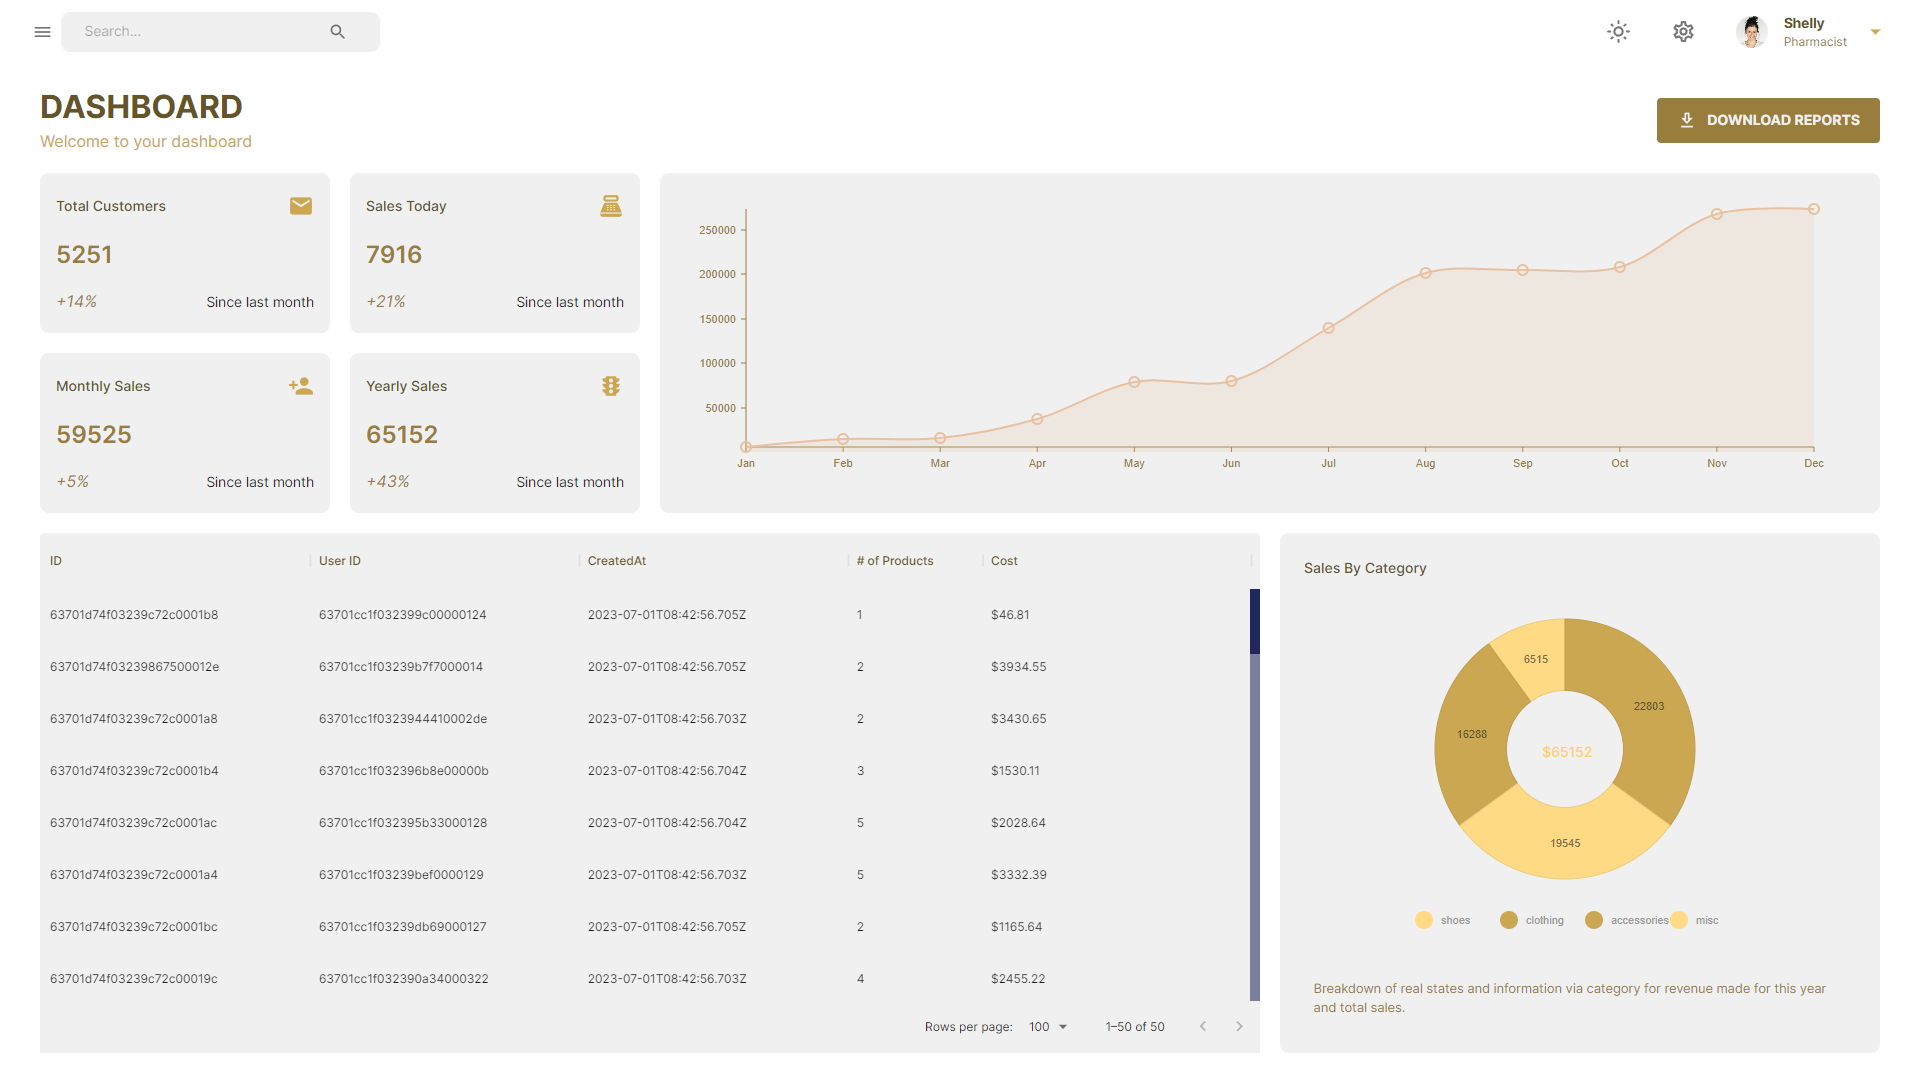 Search...
Shelly
Pharmacist
DASHBOARD
Welcome to your dashboard
DOWNLOAD REPORTS
Total Customers
5251
+14% Since last month
Sales Today
7916
+21% Since last month
Monthly Sales
59525
+5% Since last month
Yearly Sales
65152
+43% Since last month
250000
200000
150000
100000
50000
Jan Feb Mar Apr May Jun Jul Aug Sep Oct Nov Dec
ID User ID CreatedAt # of Products Cost
63701d74f03239c72c0001b8 63701cc1f032399c00000124 2023-07-01T08:42:56.705Z 1 $46.81
63701d74f03239867500012e 63701cc1f03239b7f7000014 2023-07-01T08:42:56.705Z 2 $3934.55
63701d74f03239c72c0001a8 63701cc1f0323944410002de 2023-07-01T08:42:56.703Z 2 $3430.65
63701d74f03239c72c0001b4 63701cc1f032396b8e00000b 2023-07-01T08:42:56.704Z 3 $1530.11
63701d74f03239c72c0001ac 63701cc1f032395b33000128 2023-07-01T08:42:56.704Z 5 $2028.64
63701d74f03239c72c0001a4 63701cc1f03239bef0000129 2023-07-01T08:42:56.703Z 5 $3332.39
63701d74f03239c72c0001bc 63701cc1f03239db69000127 2023-07-01T08:42:56.705Z 2 $1165.64
63701d74f03239c72c00019c 63701cc1f032390a34000322 2023-07-01T08:42:56.703Z 4 $2455.22
Rows per page: 100 1–50 of 50
Sales By Category
6515
22803
16288
$65152
19545
shoes clothing accessories misc
Breakdown of real states and information via category for revenue made for this year
and total sales.